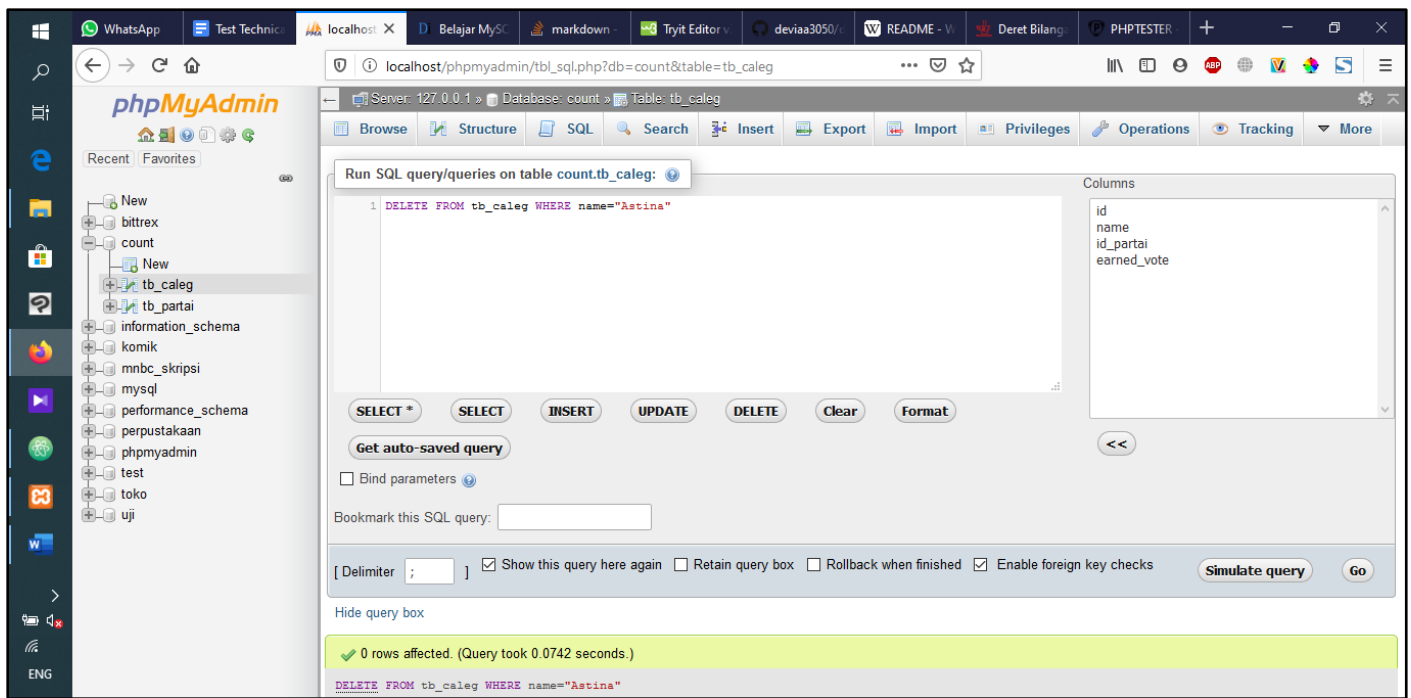 WhatsApp
Test Technica
localhost
Belajar MySC
markdown -
Tryit Editor v
deviaa3050/c
README - W
Deret Bilanga
PHPTESTER -
localhost/phpmyadmin/tbl_sql.php?db=count&table=tb_caleg
phpMyAdmin
Recent Favorites
New
bittrex
count
New
tb_caleg
tb_partai
information_schema
komik
mnbc_skripsi
mysql
performance_schema
perpustakaan
phpmyadmin
test
toko
uji
Server: 127.0.0.1 » Database: count » Table: tb_caleg
Browse Structure SQL Search Insert Export Import Privileges Operations Tracking More
Run SQL query/queries on table count.tb_caleg:
1 DELETE FROM tb_caleg WHERE name="Astina"
Columns
id
name
id_partai
earned_vote
SELECT * SELECT INSERT UPDATE DELETE Clear Format
<<
Get auto-saved query
Bind parameters
Bookmark this SQL query:
[ Delimiter ; ] Show this query here again Retain query box Rollback when finished Enable foreign key checks Simulate query Go
Hide query box
0 rows affected. (Query took 0.0742 seconds.)
DELETE FROM tb_caleg WHERE name="Astina"
ENG